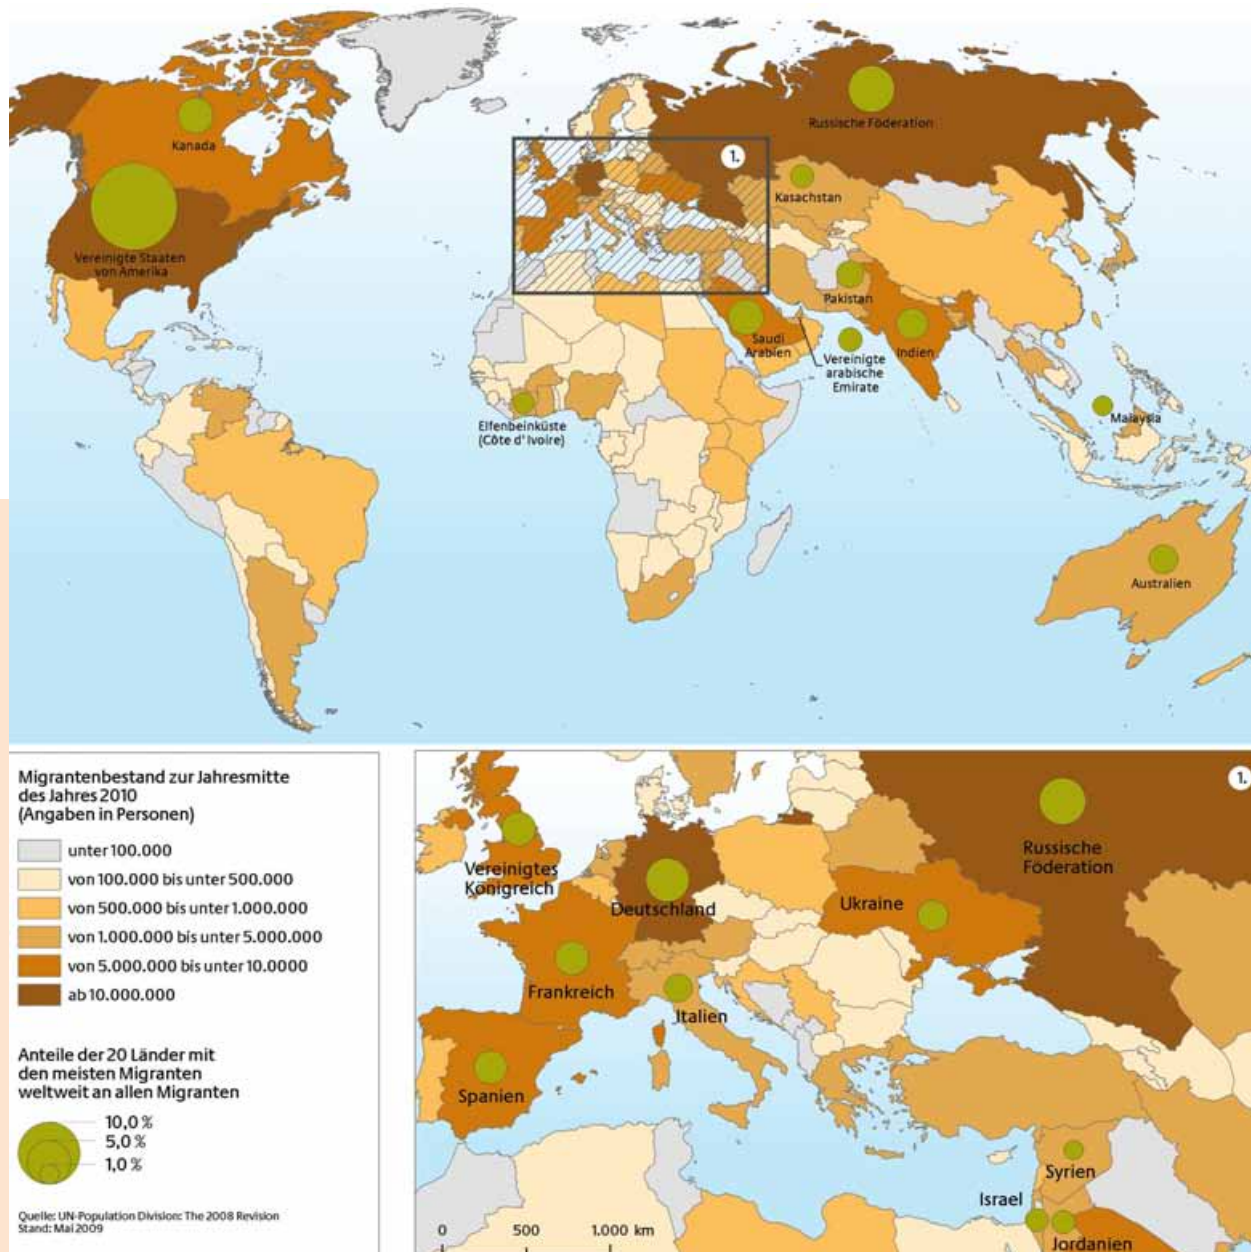 Kanada
Vereinigte Staaten
von Amerika
Russische Föderation
1.
Kasachstan
Pakistan
Saudi
Arabien
Vereinigte
arabische
Emirate
Indien
Elfenbeinküste
(Côte d' Ivoire)
Malaysia
Australien
Migrantenbestand zur Jahresmitte
des Jahres 2010
(Angaben in Personen)
unter 100.000
von 100.000 bis unter 500.000
von 500.000 bis unter 1.000.000
von 1.000.000 bis unter 5.000.000
von 5.000.000 bis unter 10.0000
ab 10.000.000
Anteile der 20 Länder mit
den meisten Migranten
weltweit an allen Migranten
10,0 %
5,0 %
1,0 %
Quelle: UN-Population Division: The 2008 Revision
Stand: Mai 2009
1.
Russische
Föderation
Vereinigtes
Königreich
Deutschland
Ukraine
Frankreich
Italien
Spanien
Syrien
Israel
Jordanien
0 500 1.000 km